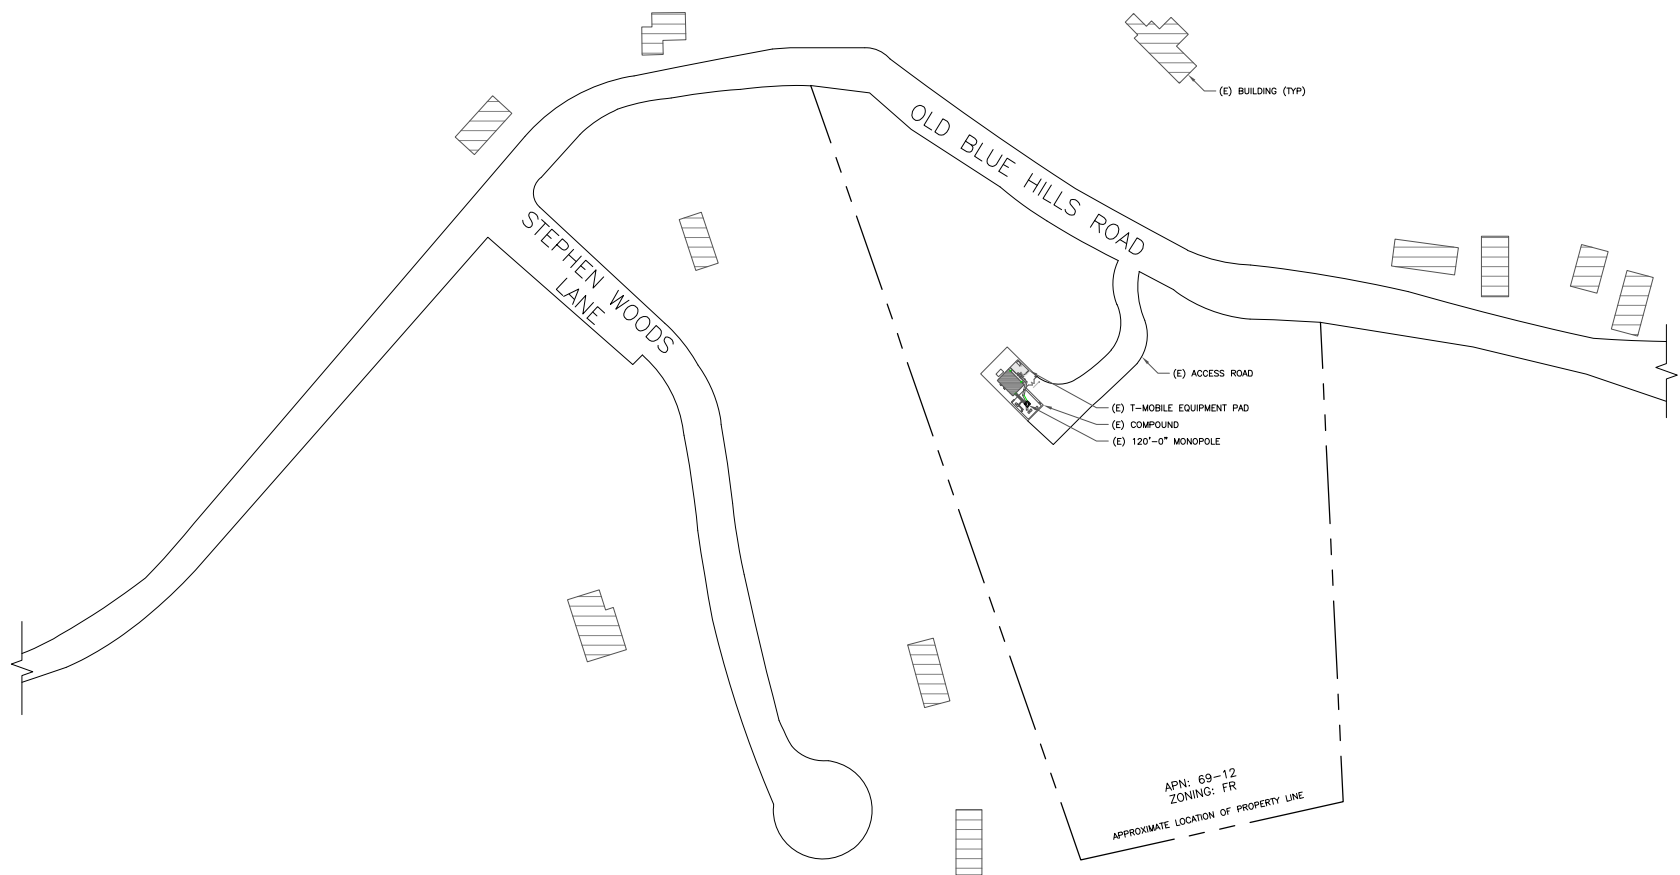 (E) BUILDING (TYP)
OLD BLUE HILLS ROAD
STEPHEN WOODS
LANE
(E) ACCESS ROAD
(E) T-MOBILE EQUIPMENT PAD
(E) COMPOUND
(E) 120'-0" MONOPOLE
APN: 69-12
ZONING: FR
APPROXIMATE LOCATION OF PROPERTY LINE